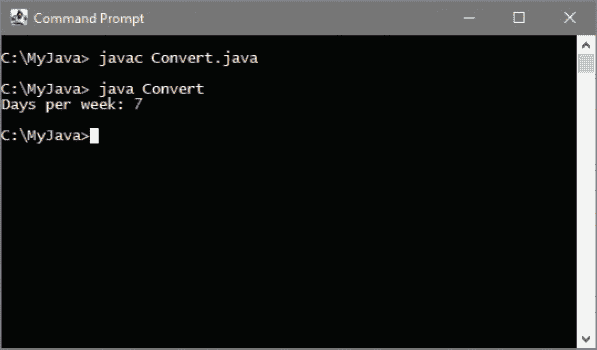 Command Prompt
C:\MyJava> javac Convert.java
C:\MyJava> java Convert
Days per week: 7
C:\MyJava>